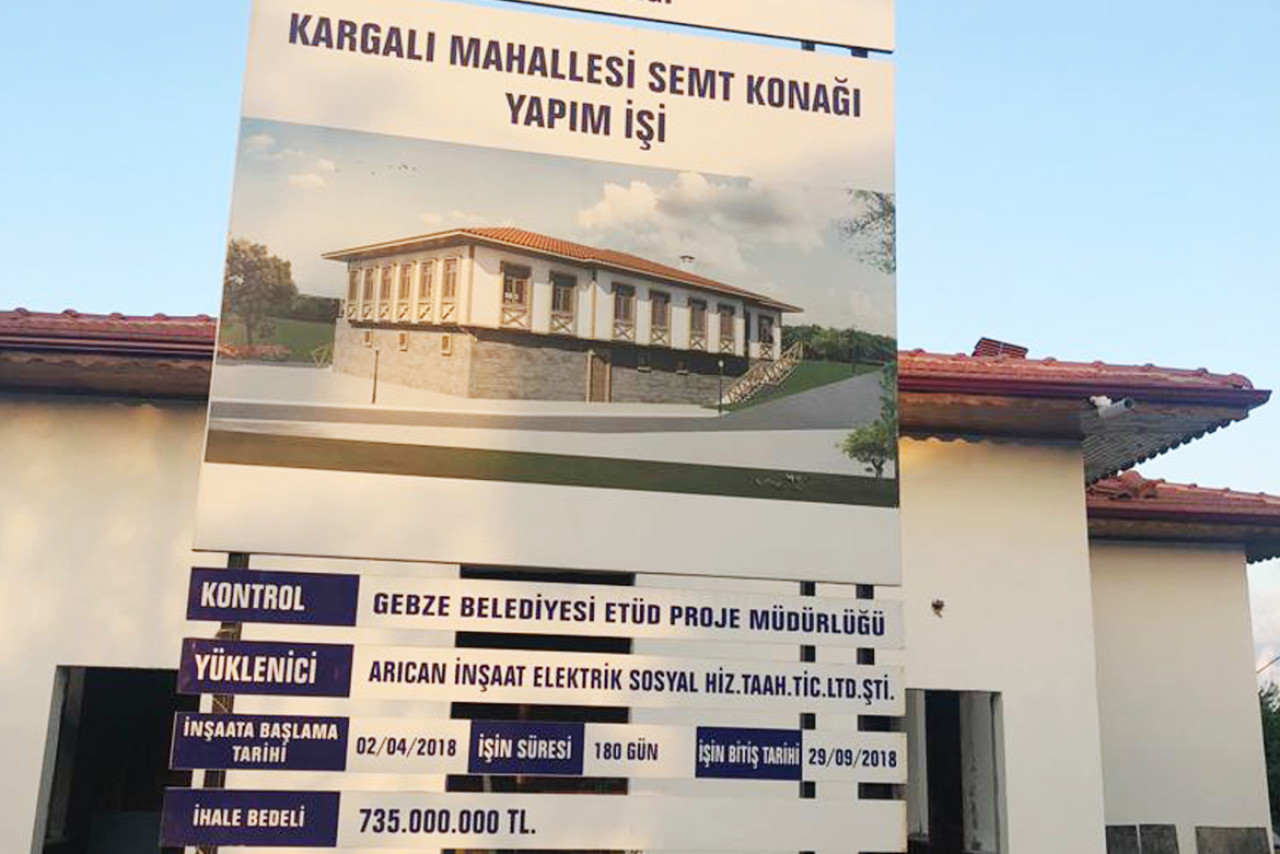 KARGALI MAHALLESİ SEMT KONAĞI
YAPIM İŞİ
KONTROL GEBZE BELEDİYESİ ETÜD PROJE MÜDÜRLÜĞÜ
YÜKLENİCİ ARICAN İNŞAAT ELEKTRİK SOSYAL HİZ.TAAH.TİC.LTD.ŞTİ.
İNŞAATA BAŞLAMA
TARİHİ 02/04/2018 İŞİN SÜRESİ 180 GÜN İŞİN BİTİŞ TARİHİ 29/09/2018
İHALE BEDELİ 735.000.000 TL.